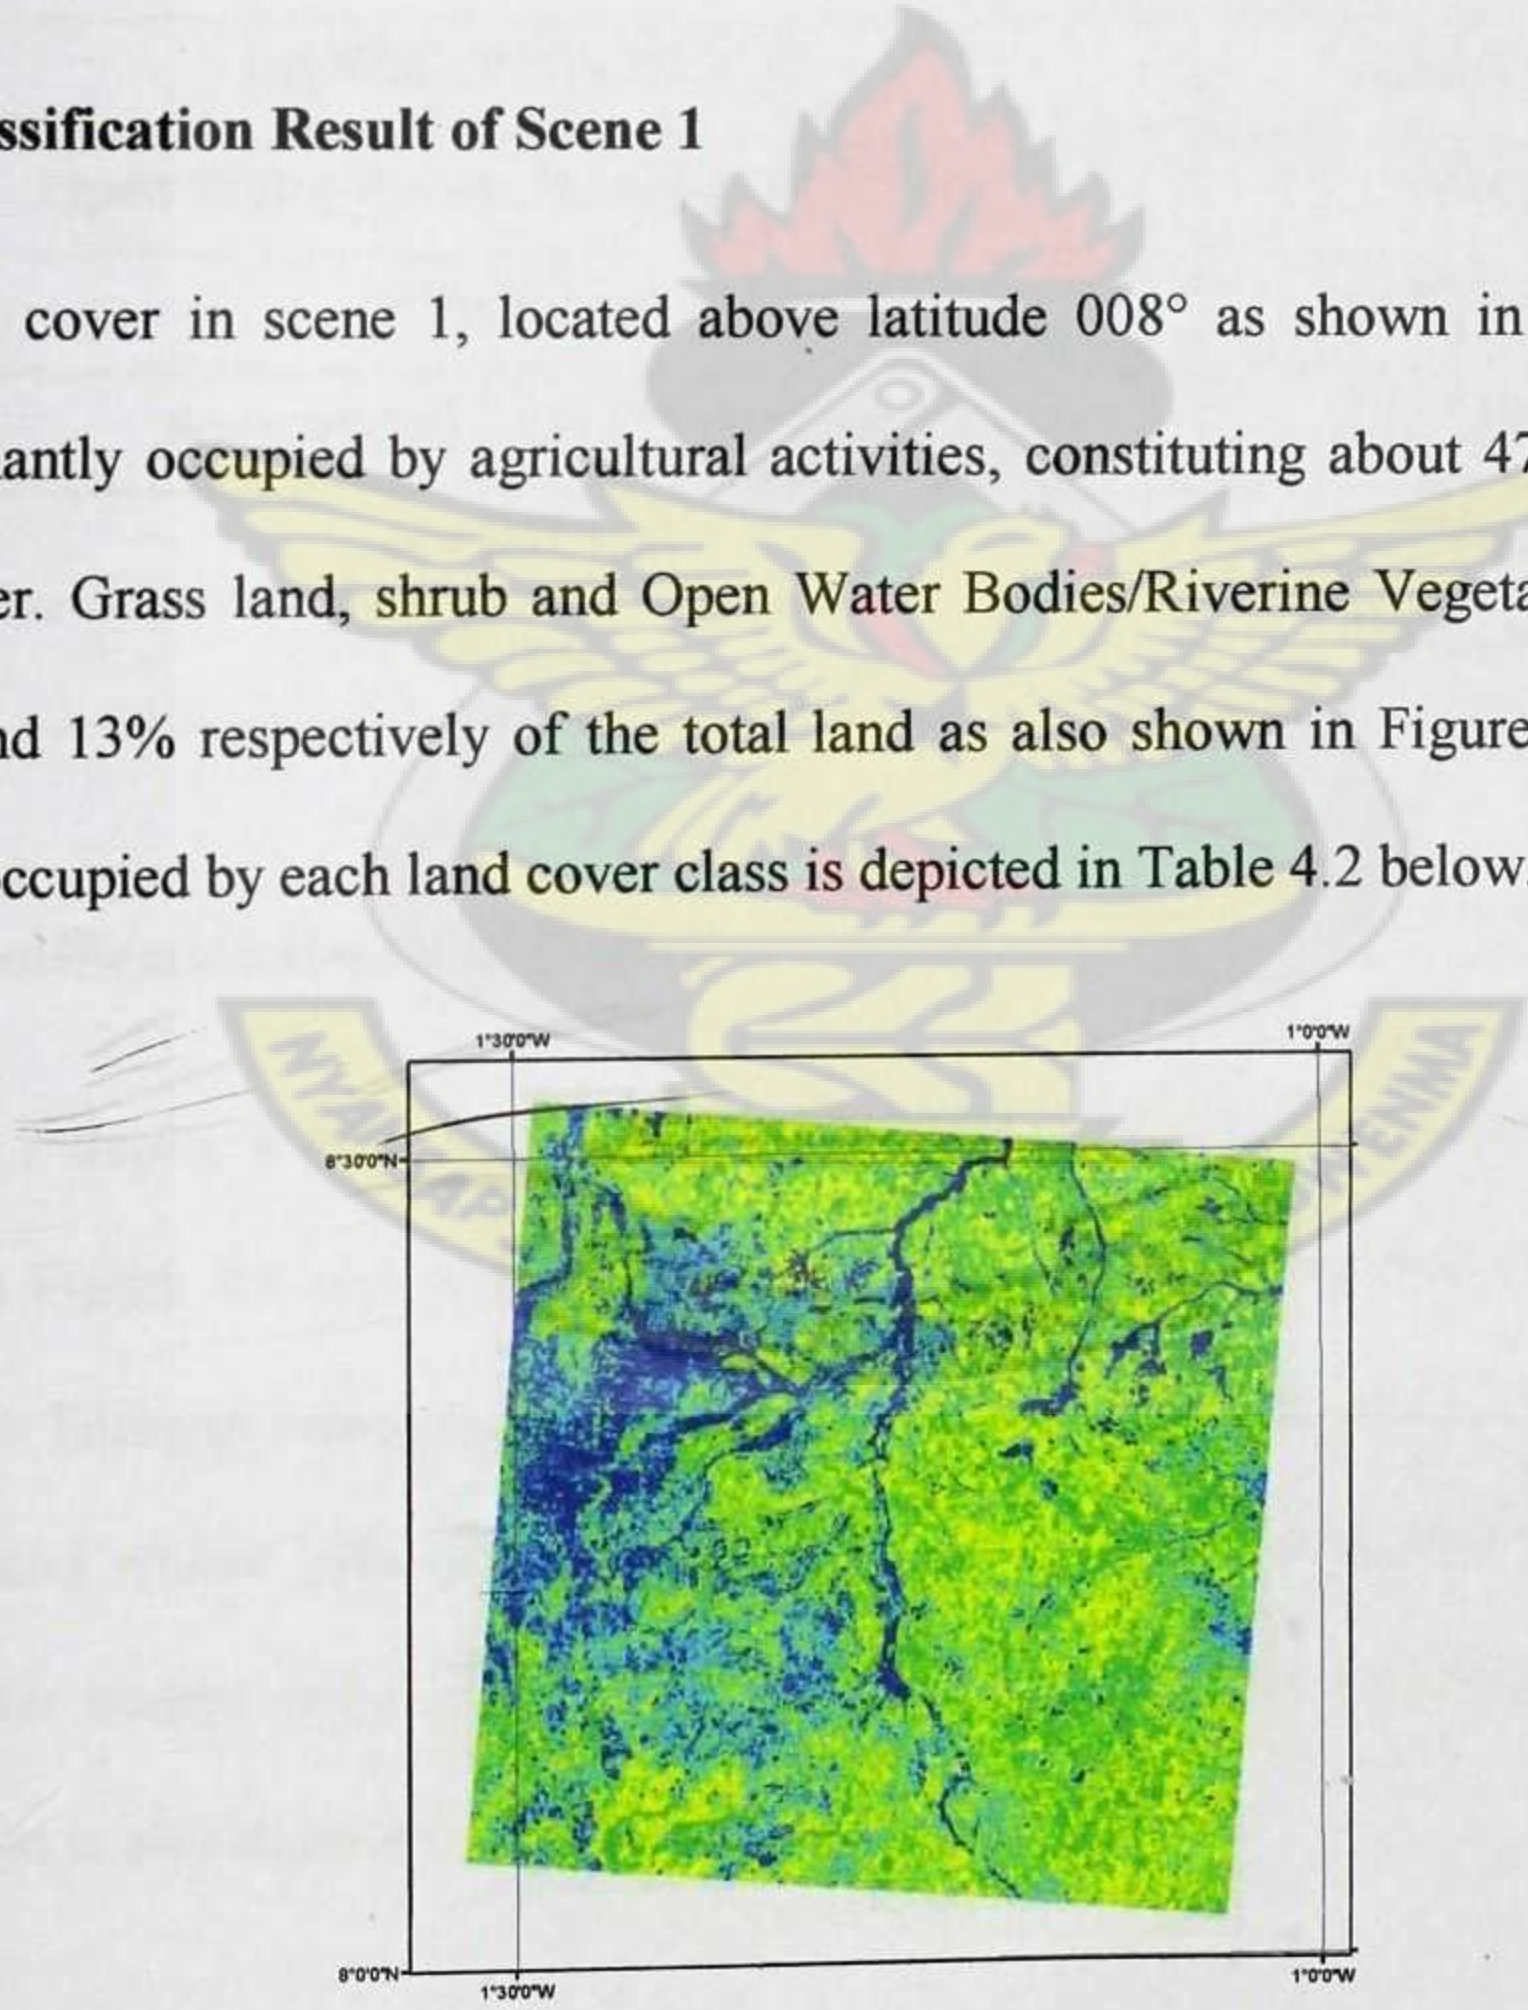 ssification Result of Scene 1
cover in scene 1, located above latitude 008° as shown in
antly occupied by agricultural activities, constituting about 47
er. Grass land, shrub and Open Water Bodies/Riverine Vegeta
nd 13% respectively of the total land as also shown in Figure
ccupied by each land cover class is depicted in Table 4.2 below.
1°30'0"W 1°0'0"W
8°30'0"N
8°0'0"N
1°30'0"W 1°0'0"W
NYANSAP
WENMA